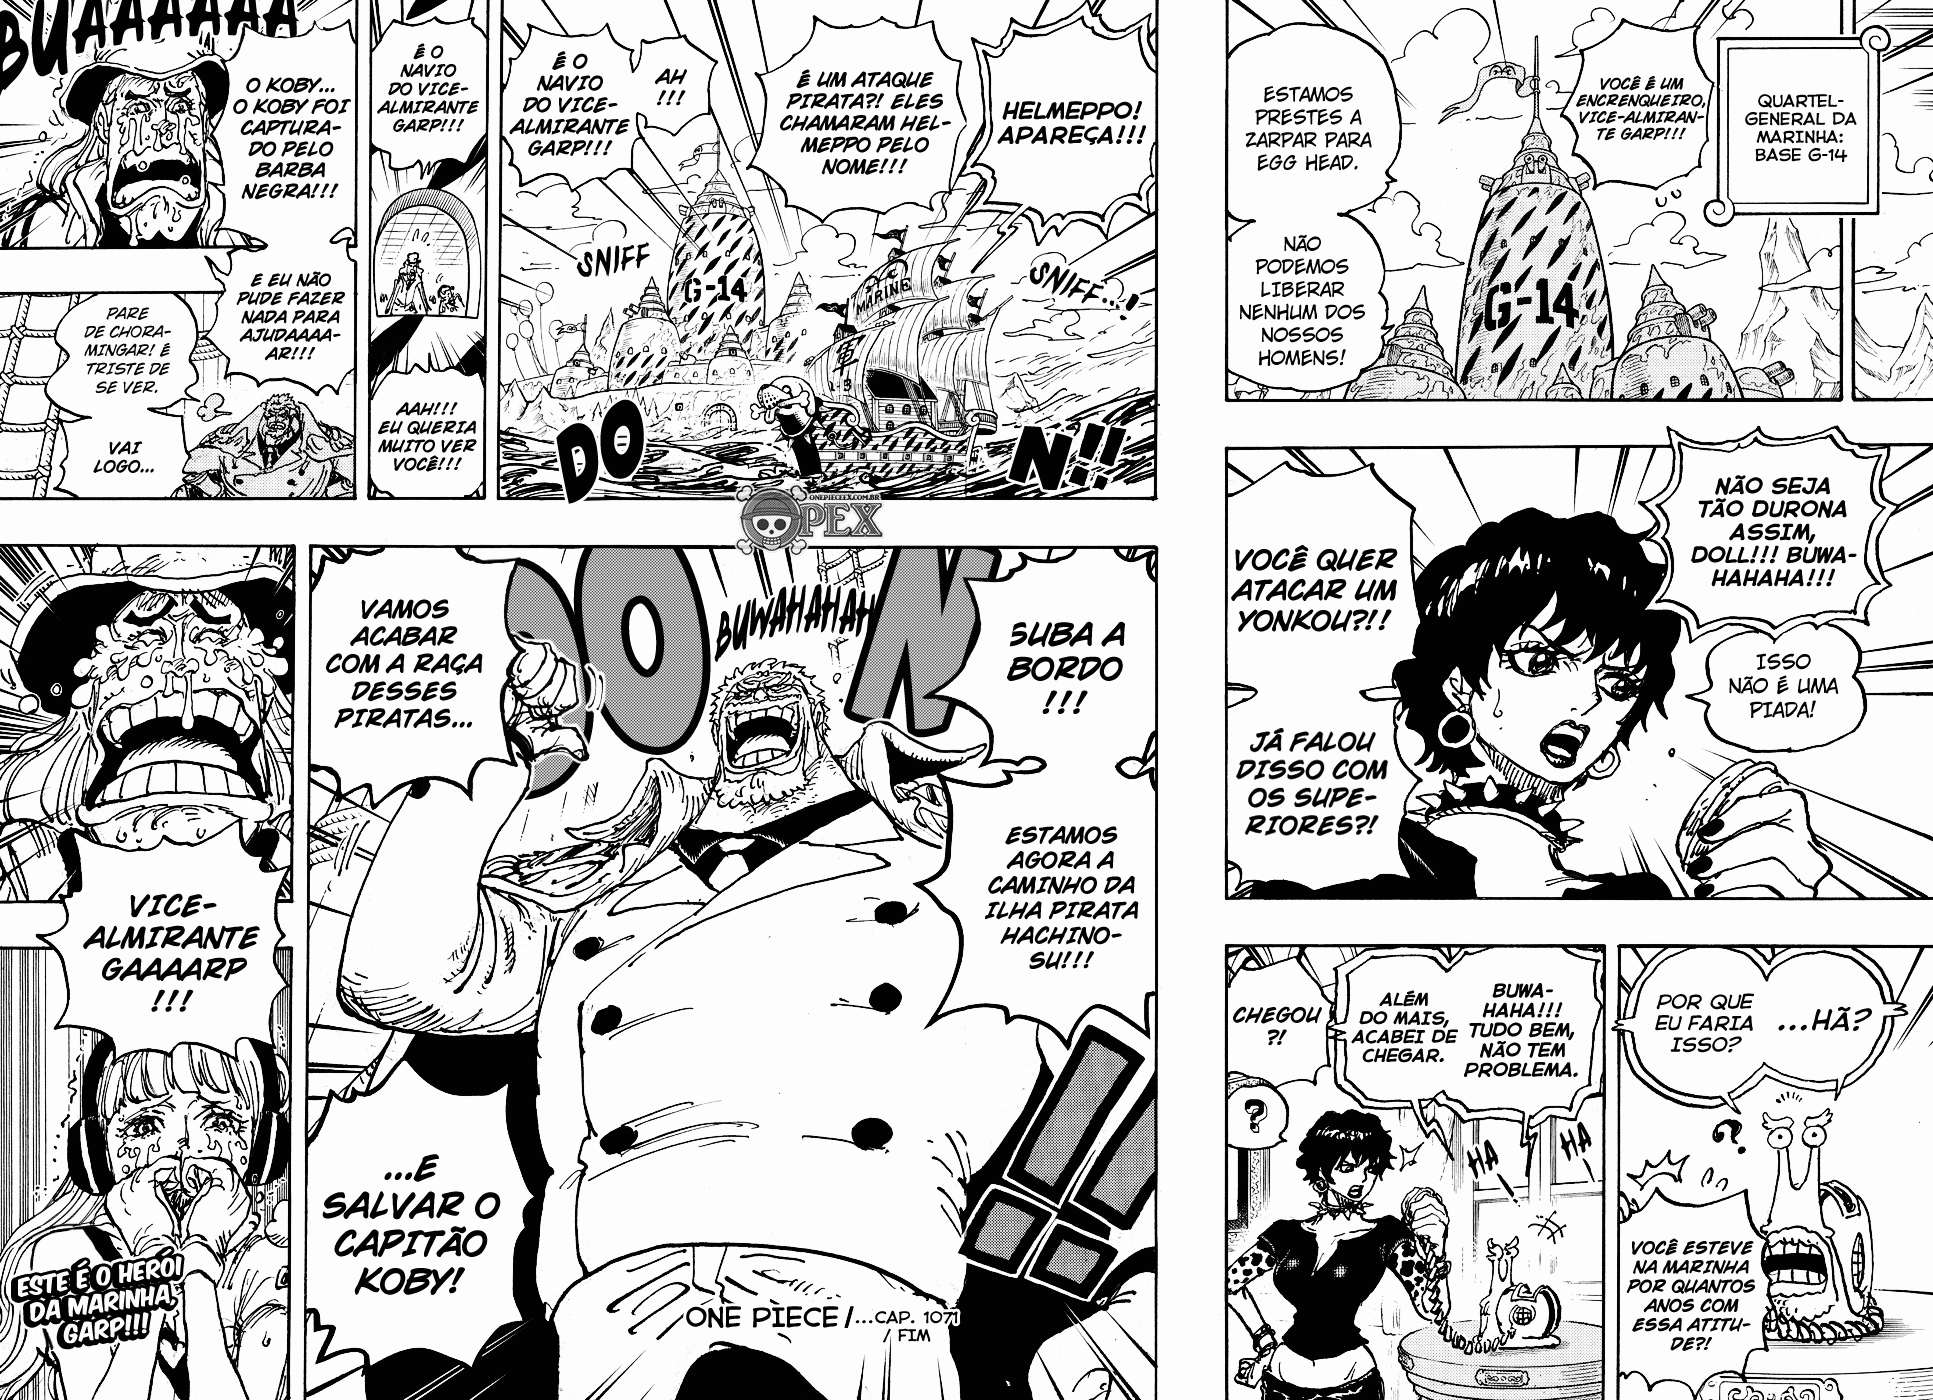 QUARTEL-
GENERAL DA
MARINHA:
BASE G-14
VOCÊ É UM
ENCRENQUEIRO,
VICE-ALMIRAN-
TE GARP!!!
ESTAMOS
PRESTES A
ZARPAR PARA
EGG HEAD.
NÃO
PODEMOS
LIBERAR
NENHUM DOS
NOSSOS
HOMENS!
G-14
NÃO SEJA
TÃO DURONA
ASSIM,
DOLL!!! BUWA-
HAHAHA!!!
ISSO
NÃO É UMA
PIADA!
VOCÊ QUER
ATACAR UM
YONKOU?!!
JÁ FALOU
DISSO COM
OS SUPE-
RIORES?!
...HÃ?
POR QUE
EU FARIA
ISSO?
?
VOCÊ ESTEVE
NA MARINHA
POR QUANTOS
ANOS COM
ESSA ATITU-
DE?!
BUWA-
HAHA!!!
TUDO BEM,
NÃO TEM
PROBLEMA.
ALÉM
DO MAIS,
ACABEI DE
CHEGAR.
HA
HA
CHEGOU
?!
?
HELMEPPO!
APAREÇA!!!
É UM ATAQUE
PIRATA?! ELES
CHAMARAM HEL-
MEPPO PELO
NOME!!!
AH
!!!
É O
NAVIO
DO VICE-
ALMIRANTE
GARP!!!
SNIFF...!
SNIFF
G-14
MARINE
軍
DO
N!!
É O
NAVIO
DO VICE-
ALMIRANTE
GARP!!!
AAH!!!
EU QUERIA
MUITO VER
VOCÊ!!!
BUAAAAAAA
O KOBY...
O KOBY FOI
CAPTURA-
DO PELO
BARBA
NEGRA!!!
E EU NÃO
PUDE FAZER
NADA PARA
AJUDAAAA-
AR!!!
PARE
DE CHORA-
MINGAR! É
TRISTE DE
SE VER.
VAI
LOGO...
ONEPIECEEX.COM.BR
OPEX
SUBA A
BORDO
!!!
ESTAMOS
AGORA A
CAMINHO DA
ILHA PIRATA
HACHINO-
SU!!!
BUWAHAHAHAH
DON
!!
VAMOS
ACABAR
COM A RAÇA
DESSES
PIRATAS...
...E
SALVAR O
CAPITÃO
KOBY!
ONE PIECE /...CAP. 1071
/ FIM
VICE-
ALMIRANTE
GAAAARP
!!!
ESTE É O HERÓI
DA MARINHA,
GARP!!!